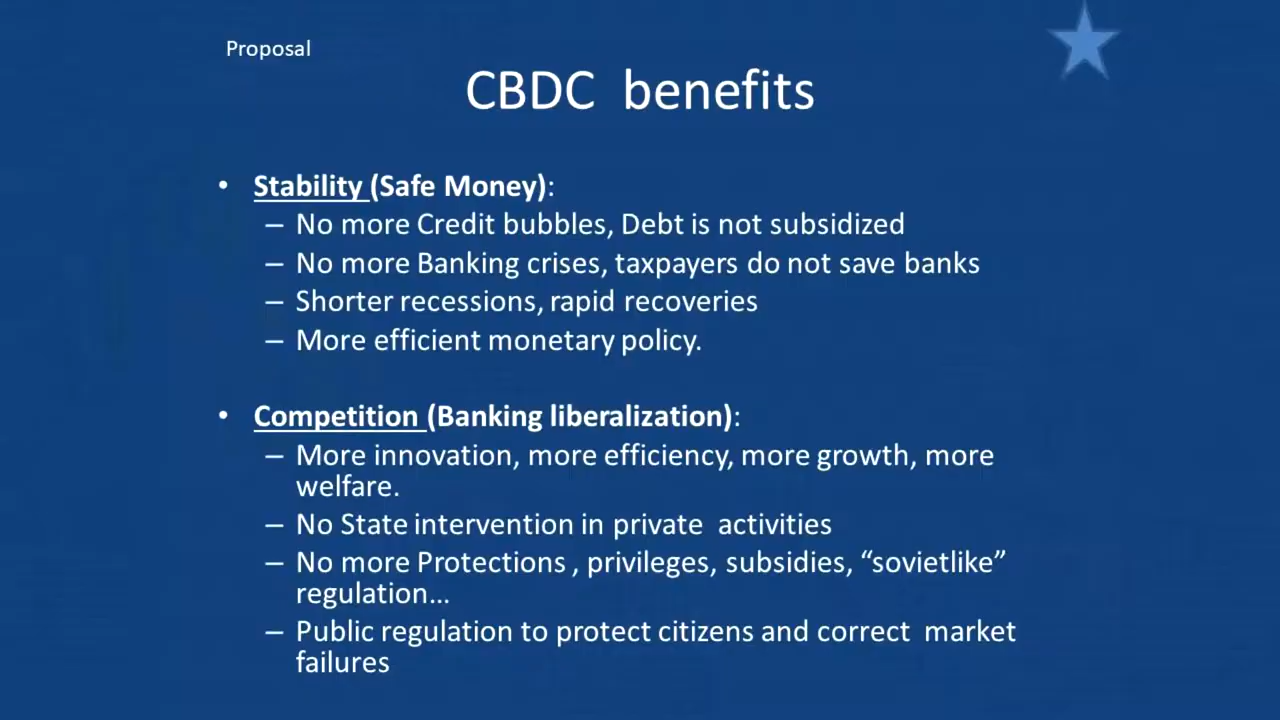 Proposal
CBDC  benefits
• Stability (Safe Money):
– No more Credit bubbles, Debt is not subsidized
– No more Banking crises, taxpayers do not save banks
– Shorter recessions, rapid recoveries
– More efficient monetary policy.
• Competition (Banking liberalization):
– More innovation, more efficiency, more growth, more
welfare.
– No State intervention in private  activities
– No more Protections , privileges, subsidies, “sovietlike”
regulation…
– Public regulation to protect citizens and correct  market
failures